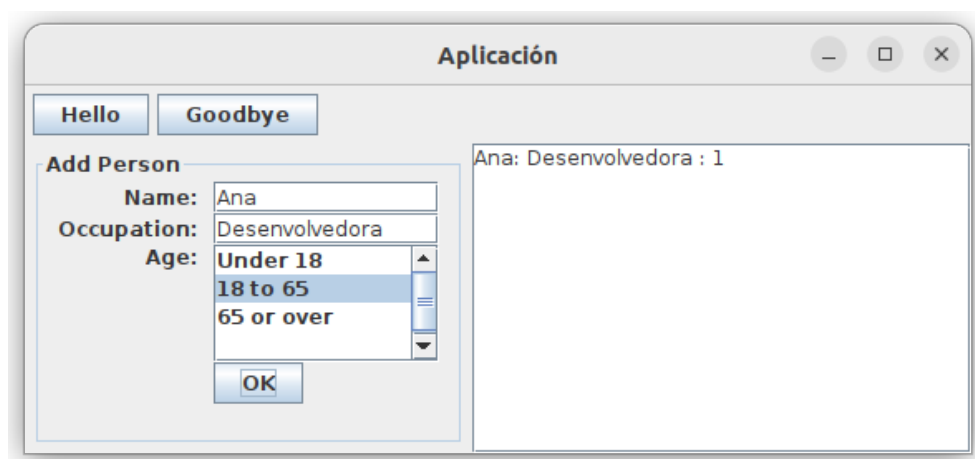 Aplicación
Hello Goodbye
Add Person
Name: Ana
Occupation: Desenvolvedora
Age: Under 18
18 to 65
65 or over
OK
Ana: Desenvolvedora : 1